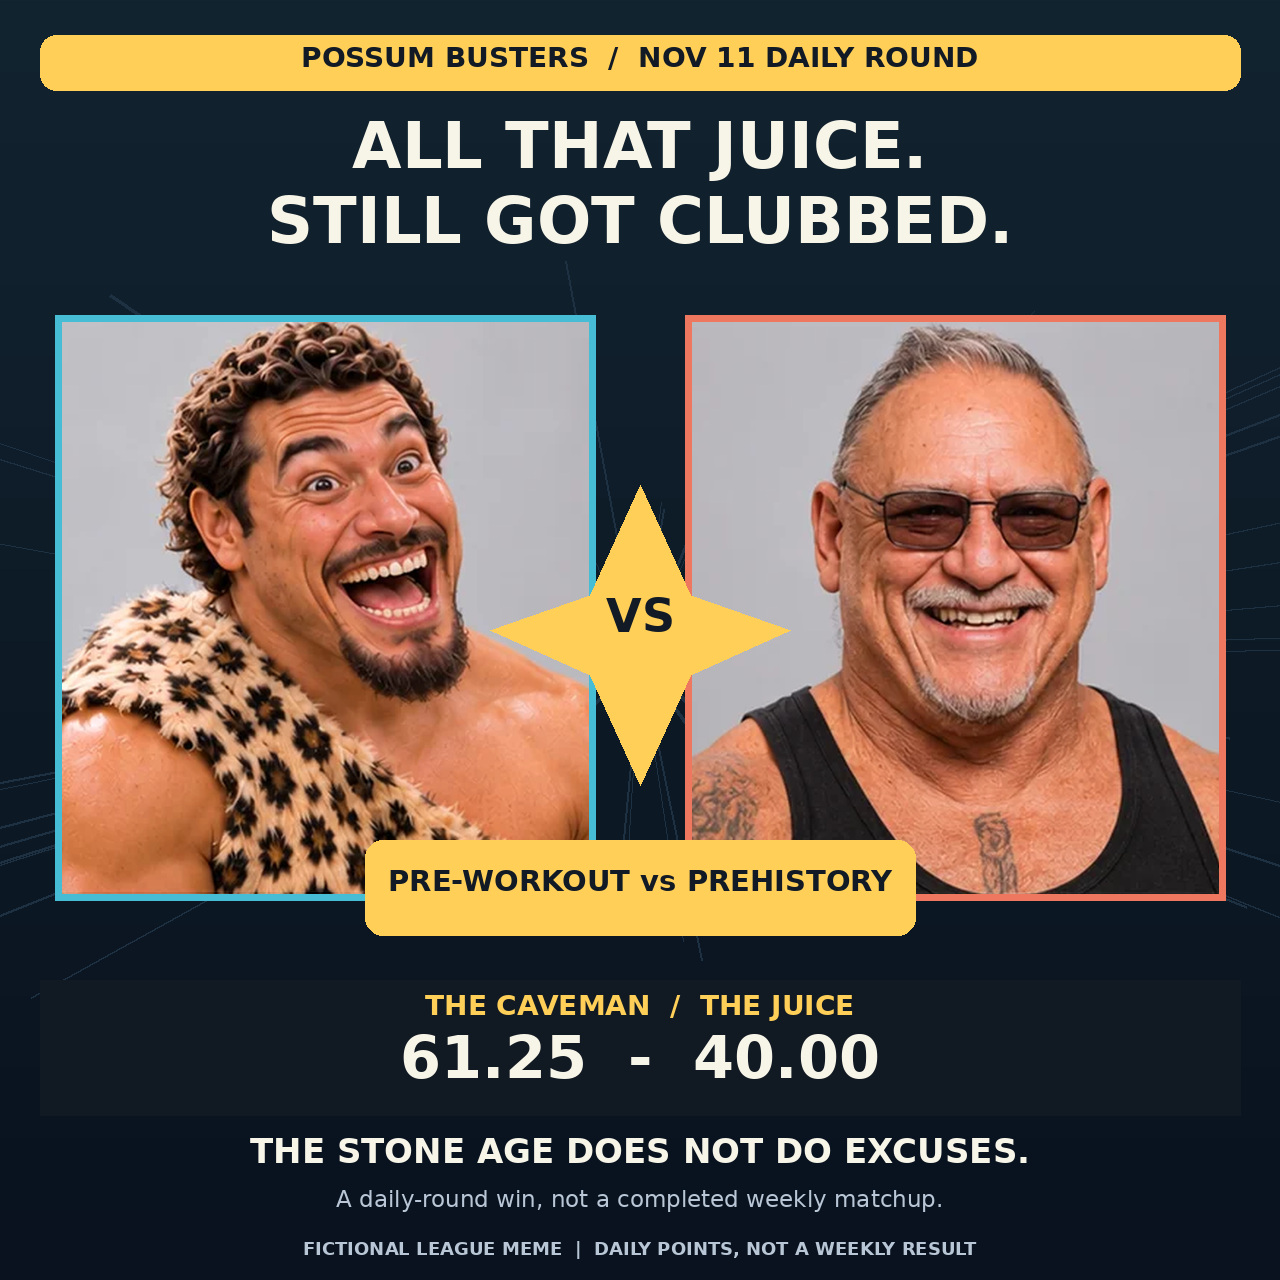 POSSUM BUSTERS / NOV 11 DAILY ROUND
ALL THAT JUICE.
STILL GOT CLUBBED.
VS
PRE-WORKOUT vs PREHISTORY
THE CAVEMAN / THE JUICE
61.25 - 40.00
THE STONE AGE DOES NOT DO EXCUSES.
A daily-round win, not a completed weekly matchup.
FICTIONAL LEAGUE MEME | DAILY POINTS, NOT A WEEKLY RESULT